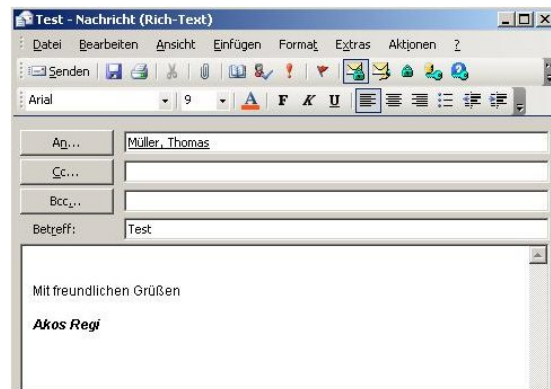 Test - Nachricht (Rich-Text)
Datei Bearbeiten Ansicht Einfügen Format Extras Aktionen ?
Senden
Arial 9 A F K U
An...
Müller, Thomas
Cc...
Bcc...
Betreff: Test
Mit freundlichen Grüßen
Akos Regi